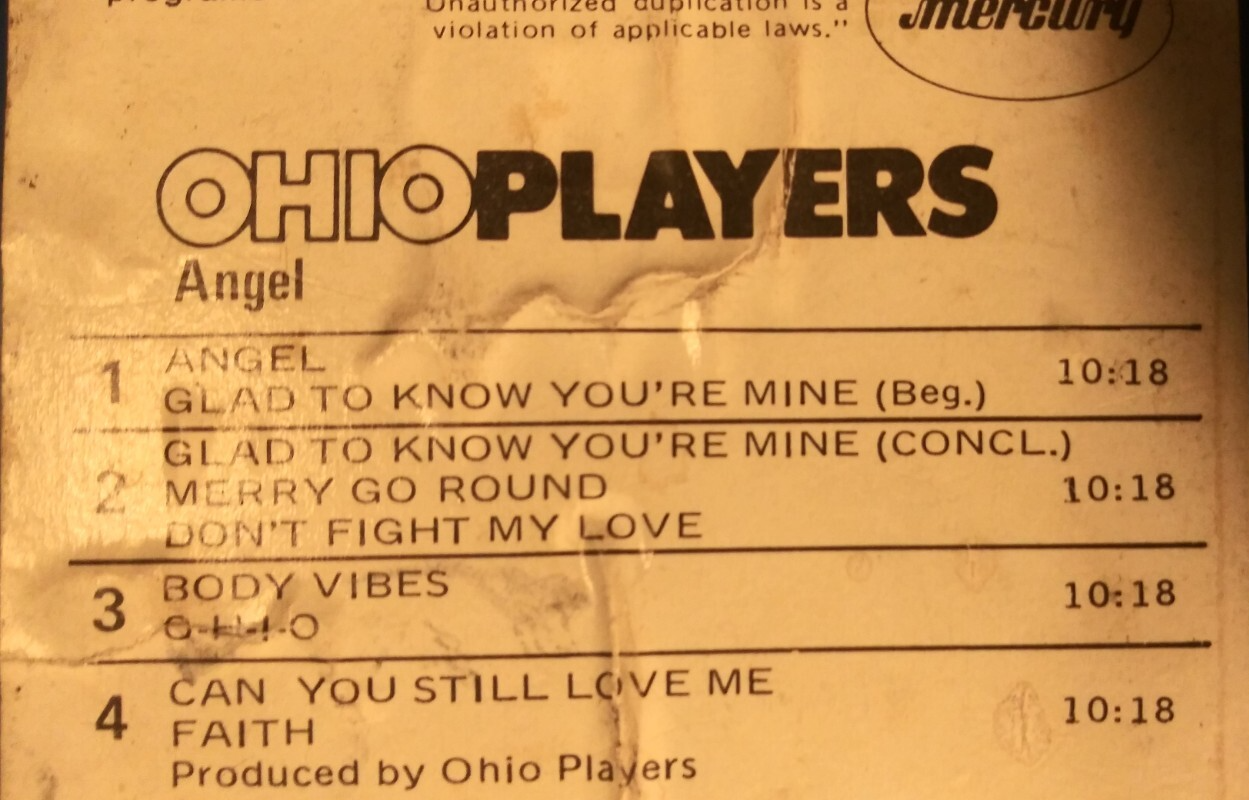 Unauthorized duplication is a
violation of applicable laws."
mercury
OHIO PLAYERS
Angel
1 ANGEL
GLAD TO KNOW YOU'RE MINE (Beg.) 10:18
GLAD TO KNOW YOU'RE MINE (CONCL.)
2 MERRY GO ROUND 10:18
DON'T FIGHT MY LOVE
3 BODY VIBES 10:18
O-H-I-O
4 CAN YOU STILL LOVE ME 10:18
FAITH
Produced by Ohio Players